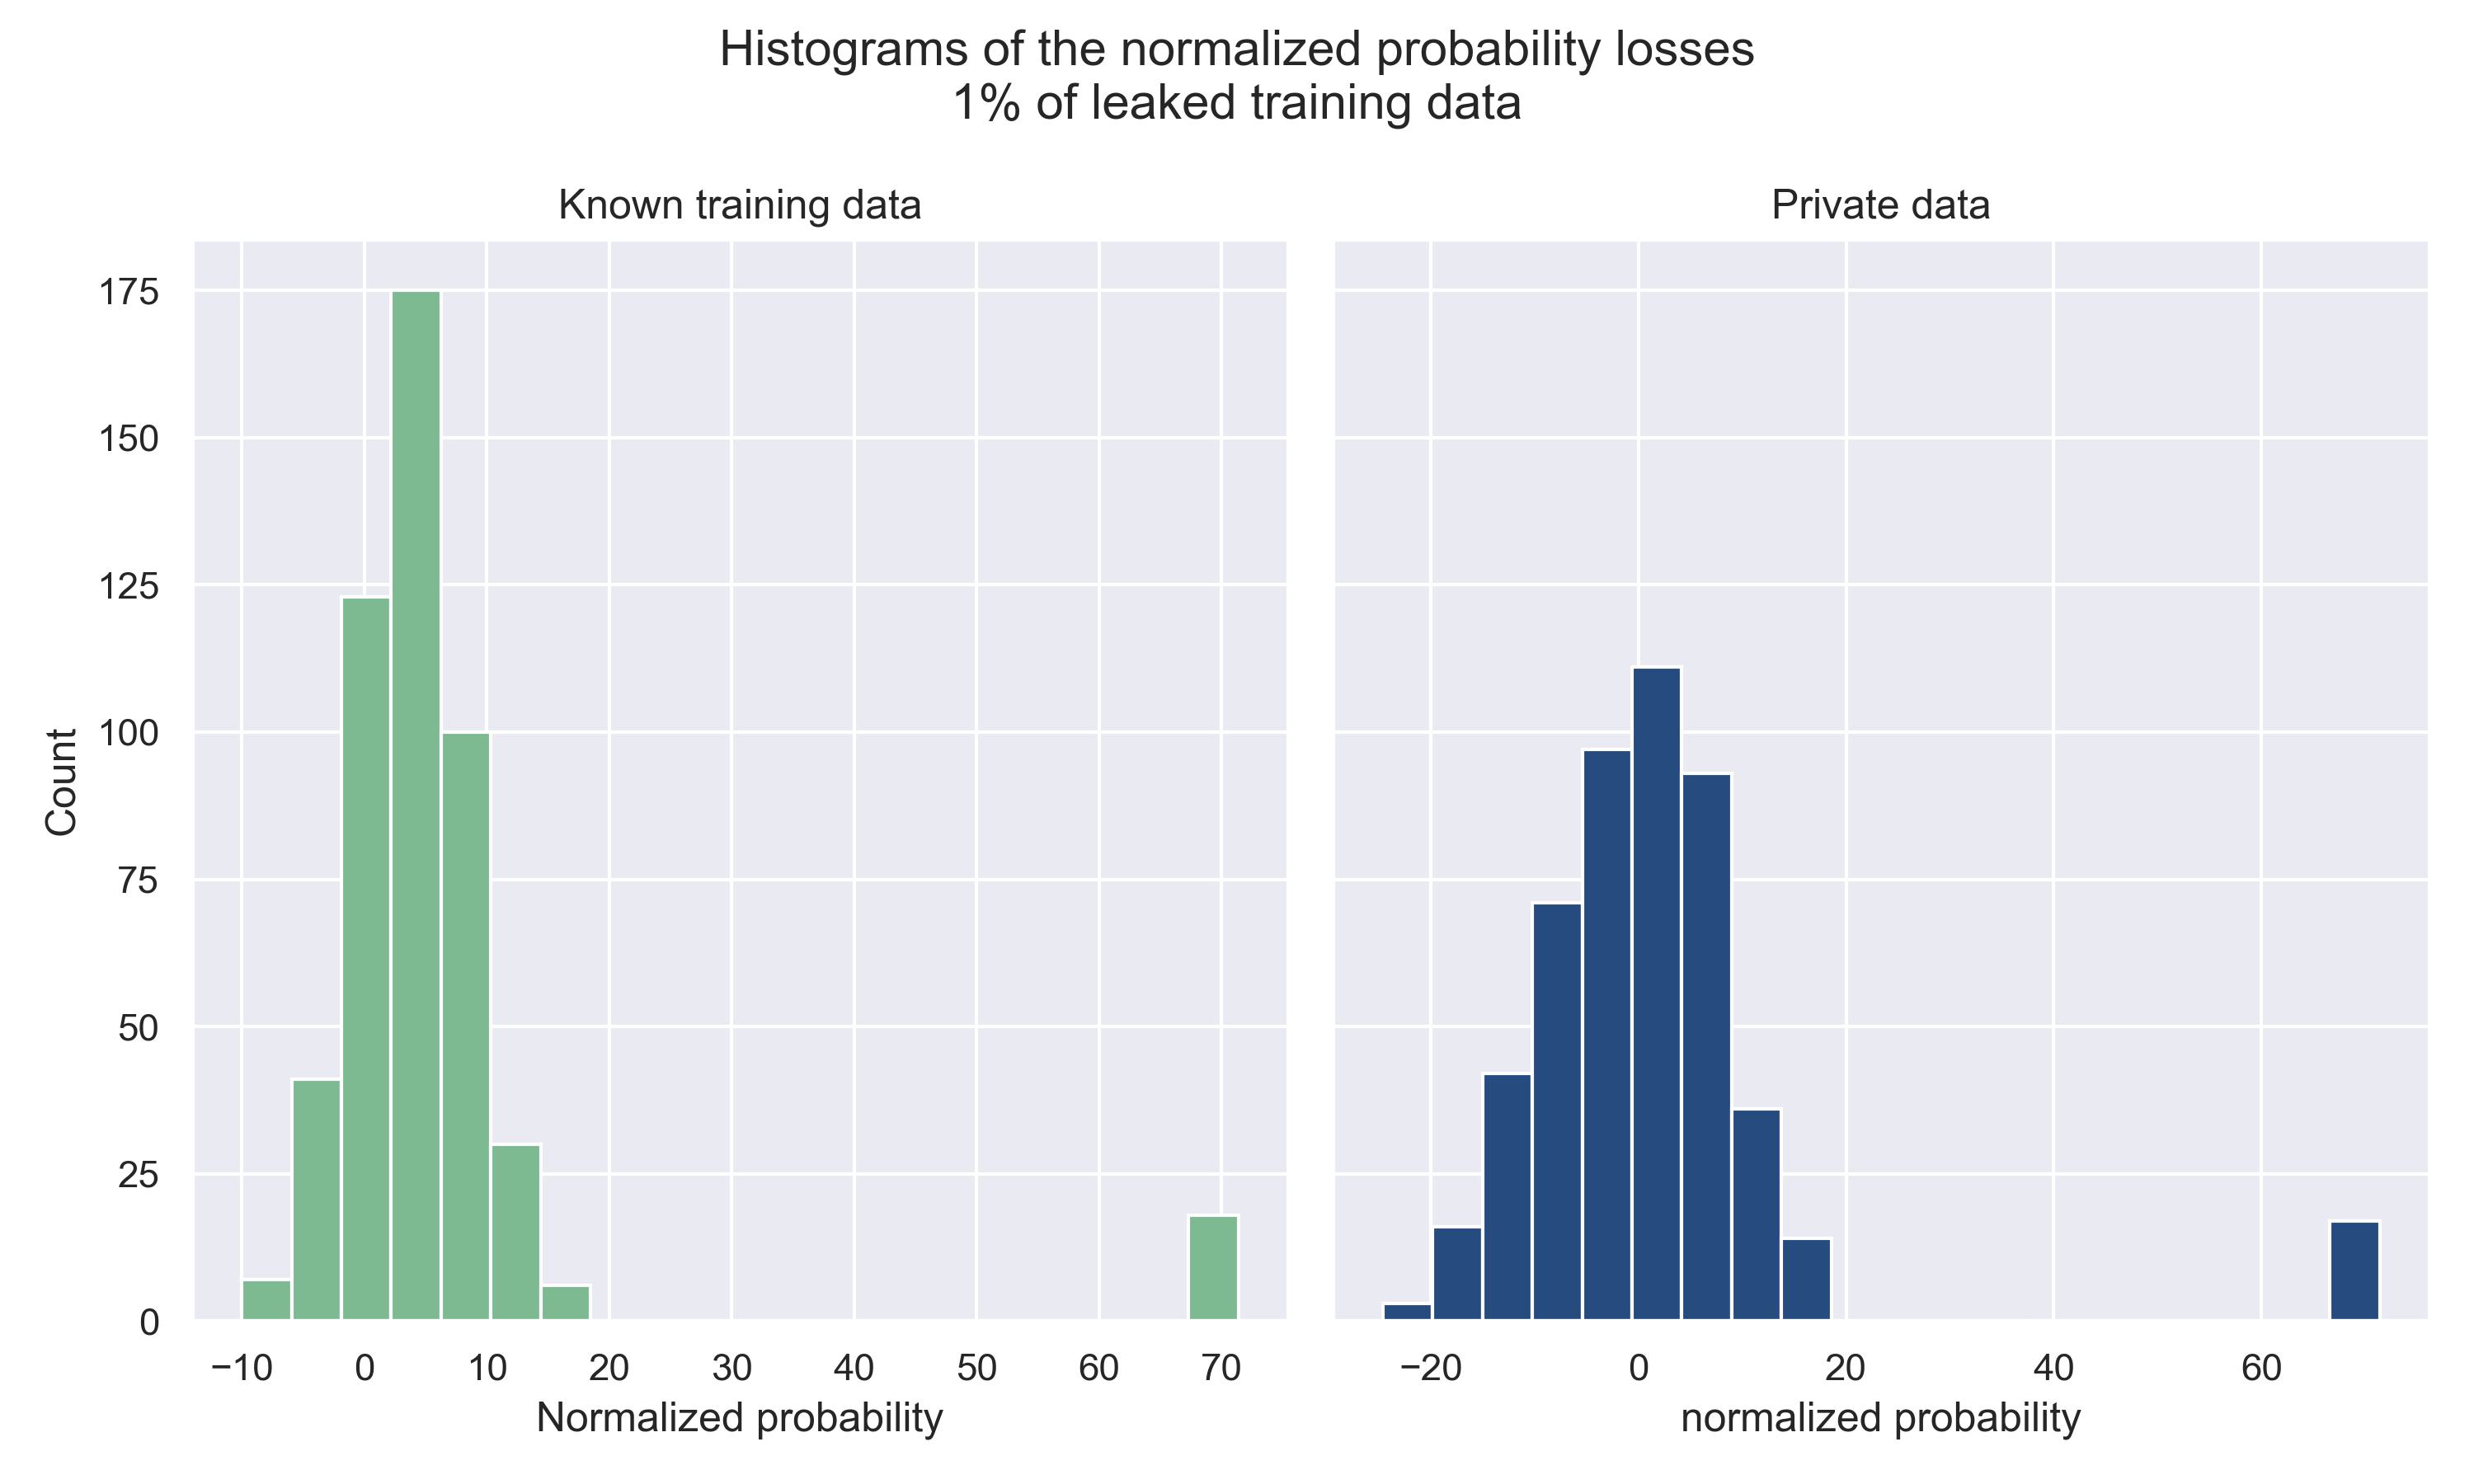 Histograms of the normalized probability losses
1% of leaked training data
Known training data
Private data
175
150
125
100
75
50
25
0
Count
−10 0 10 20 30 40 50 60 70
−20 0 20 40 60
Normalized probability
normalized probability